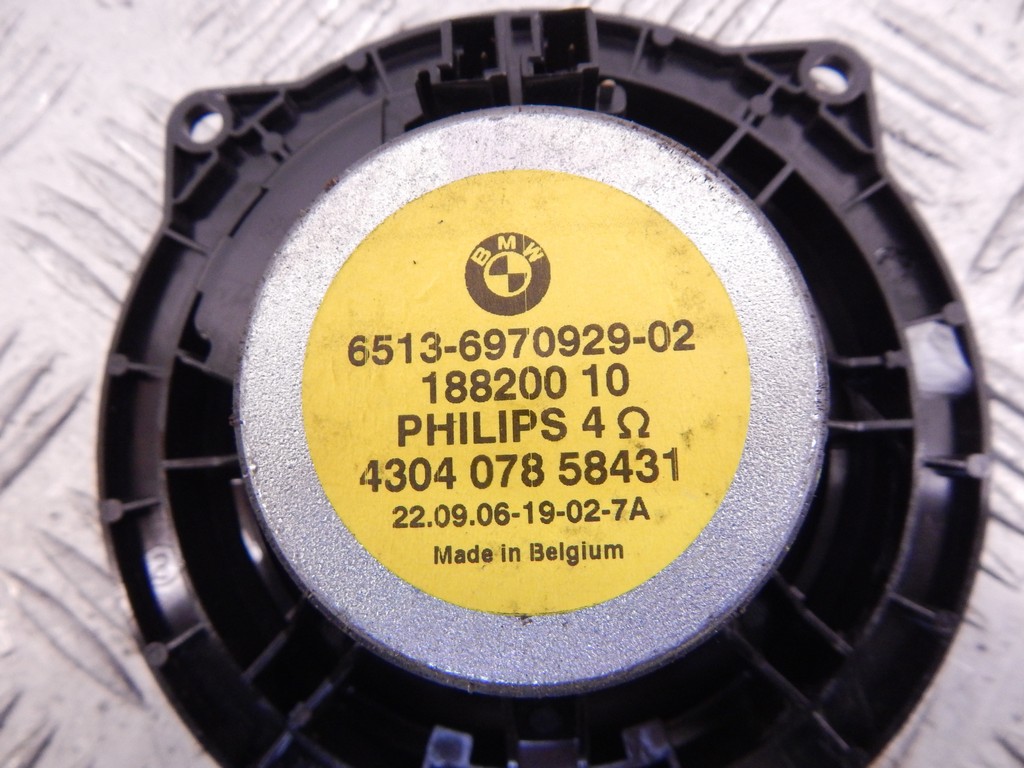 BMW
6513-6970929-02
188200 10
PHILIPS 4 Ω
4304 078 58431
22.09.06-19-02-7A
Made in Belgium